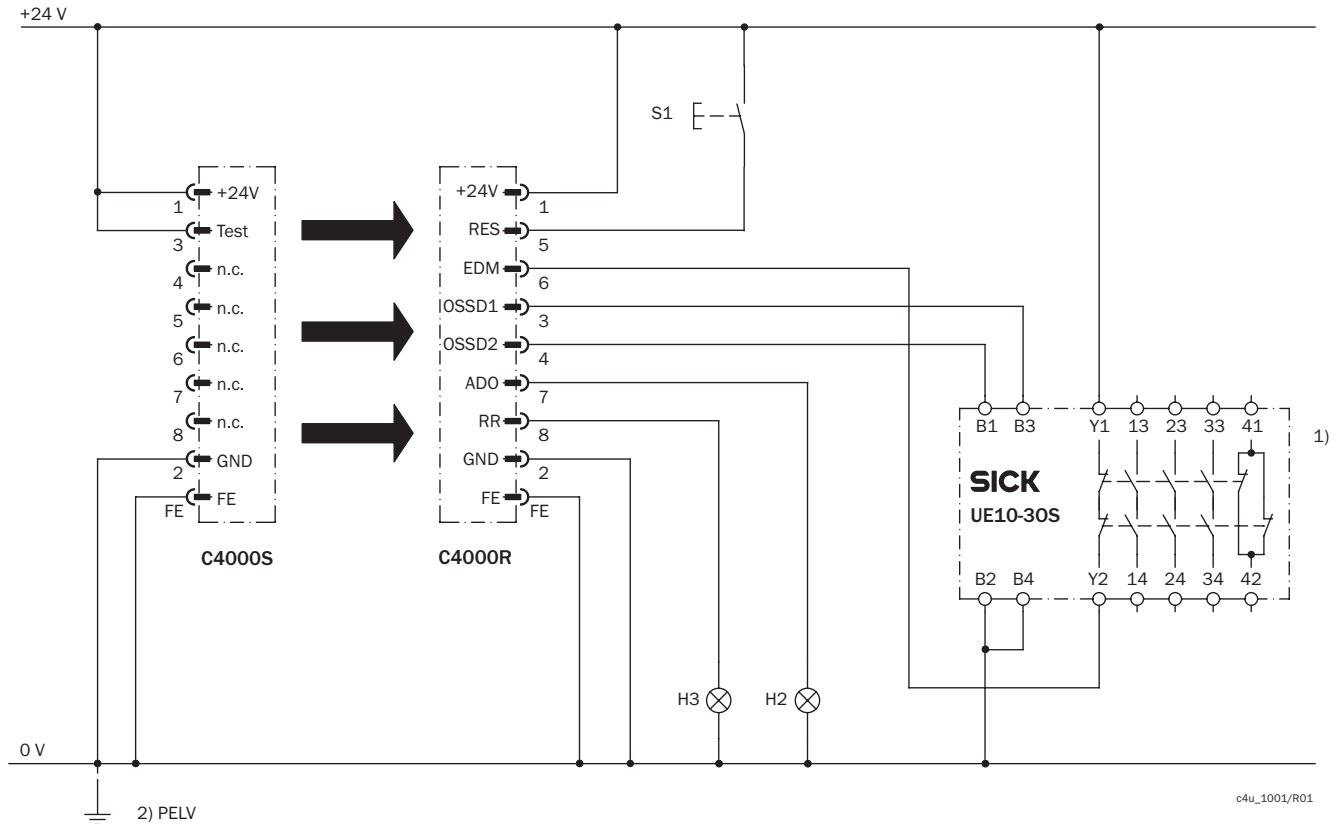 +24 V
S1
+24V
1
Test
3
n.c.
4
n.c.
5
n.c.
6
n.c.
7
n.c.
8
GND
2
FE
FE
C4000S
+24V
1
RES
5
EDM
6
OSSD1
3
OSSD2
4
ADO
7
RR
8
GND
2
FE
FE
C4000R
B1 B3 Y1 13 23 33 41
1)
SICK
UE10-30S
B2 B4 Y2 14 24 34 42
H3
H2
0 V
2) PELV
c4u_1001/R01